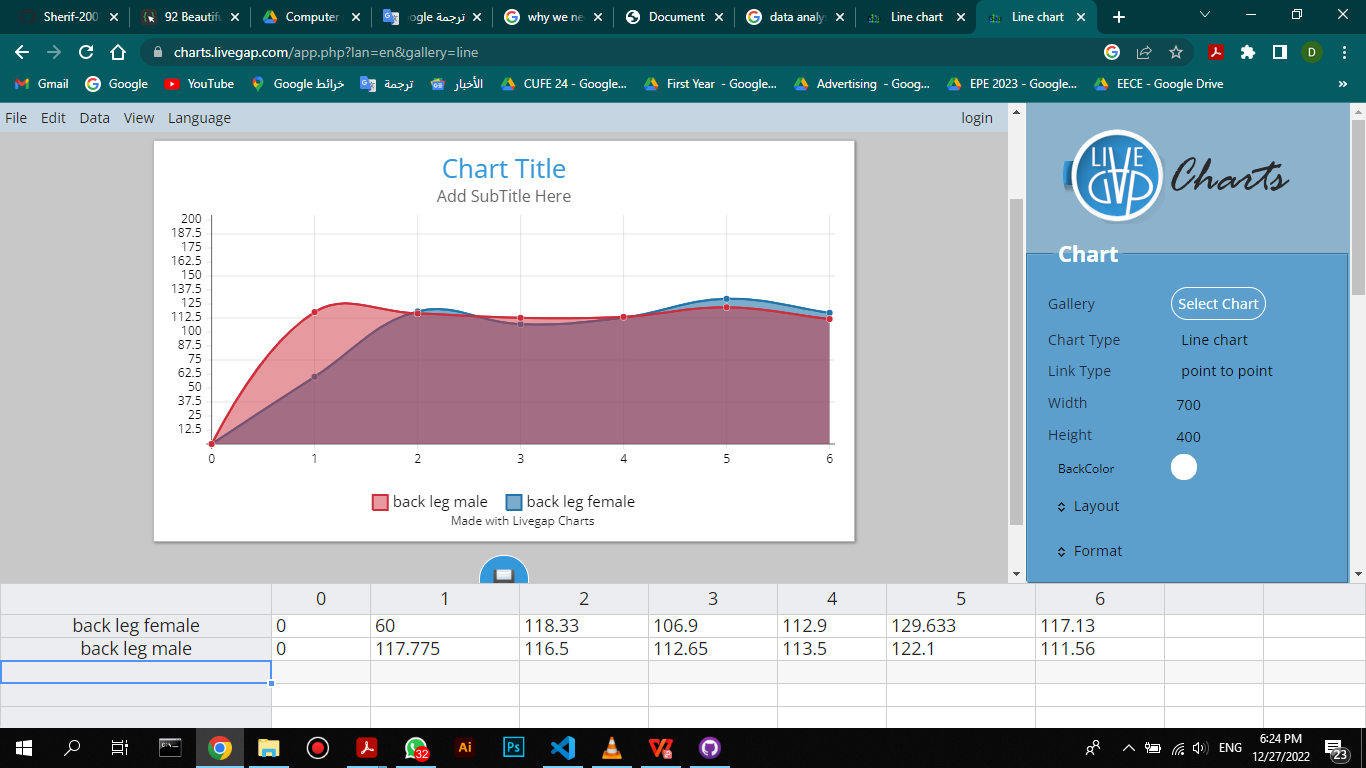 Sherif-200
92 Beautifu
Computer
ترجمة ogle
why we ne
Document
data analy
Line chart
Line chart
charts.livegap.com/app.php?lan=en&gallery=line
D
Gmail
Google
YouTube
خرائط Google
ترجمة
الأخبار
CUFE 24 - Google...
First Year - Google...
Advertising - Goog...
EPE 2023 - Google...
EECE - Google Drive
»
File Edit Data View Language login
LIVE GAP Charts
Chart Title
Add SubTitle Here
200
187.5
175
162.5
150
137.5
125
112.5
100
87.5
75
62.5
50
37.5
25
12.5
0 1 2 3 4 5 6
back leg male back leg female
Made with Livegap Charts
Chart
Gallery Select Chart
Chart Type Line chart
Link Type point to point
Width 700
Height 400
BackColor
Layout
Format
0 1 2 3 4 5 6
back leg female 0 60 118.33 106.9 112.9 129.633 117.13
back leg male 0 117.775 116.5 112.65 113.5 122.1 111.56
32
Ai
Ps
ENG
6:24 PM
12/27/2022
23